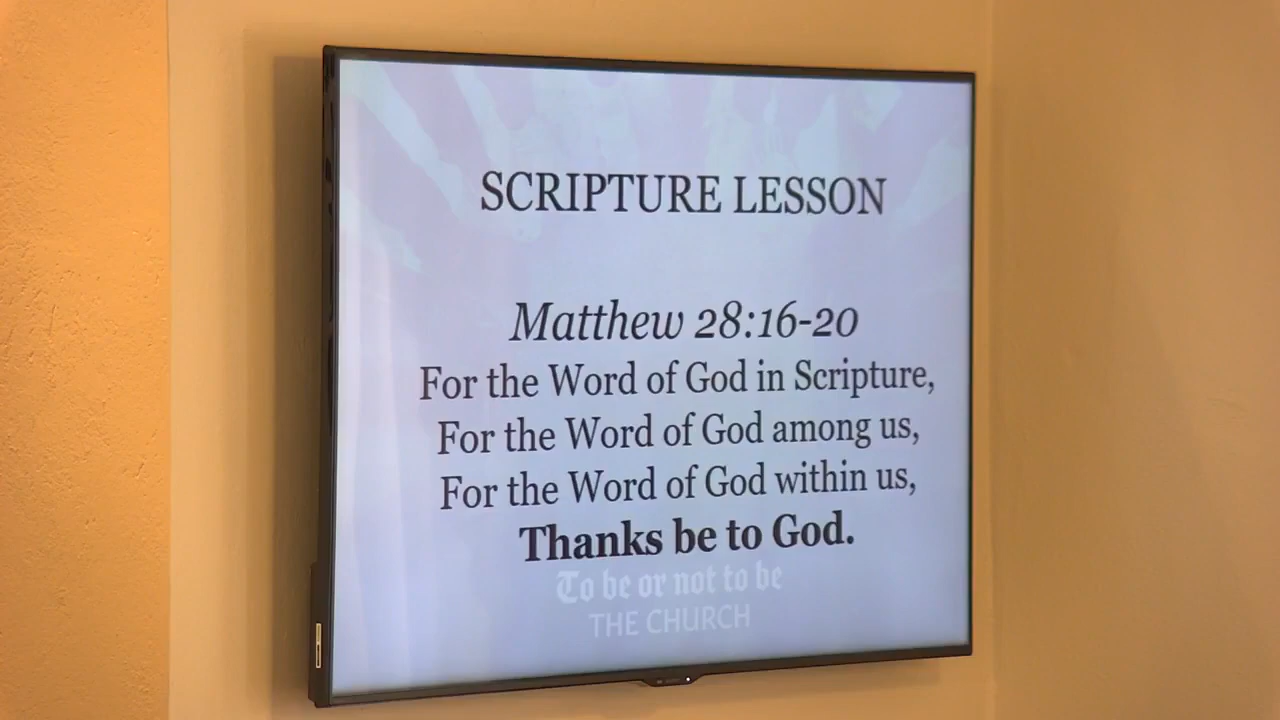 SCRIPTURE LESSON
Matthew 28:16-20
For the Word of God in Scripture,
For the Word of God among us,
For the Word of God within us,
Thanks be to God.
To be or not to be
THE CHURCH